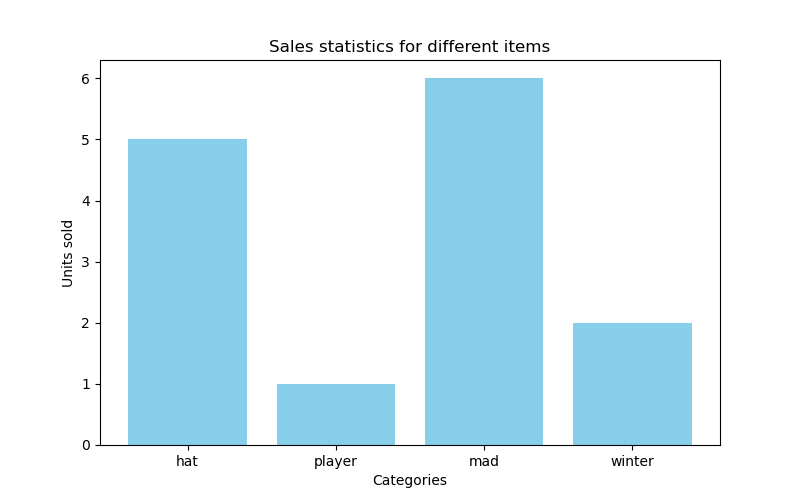 Sales statistics for different items
Units sold
6
5
4
3
2
1
0
hat player mad winter
Categories